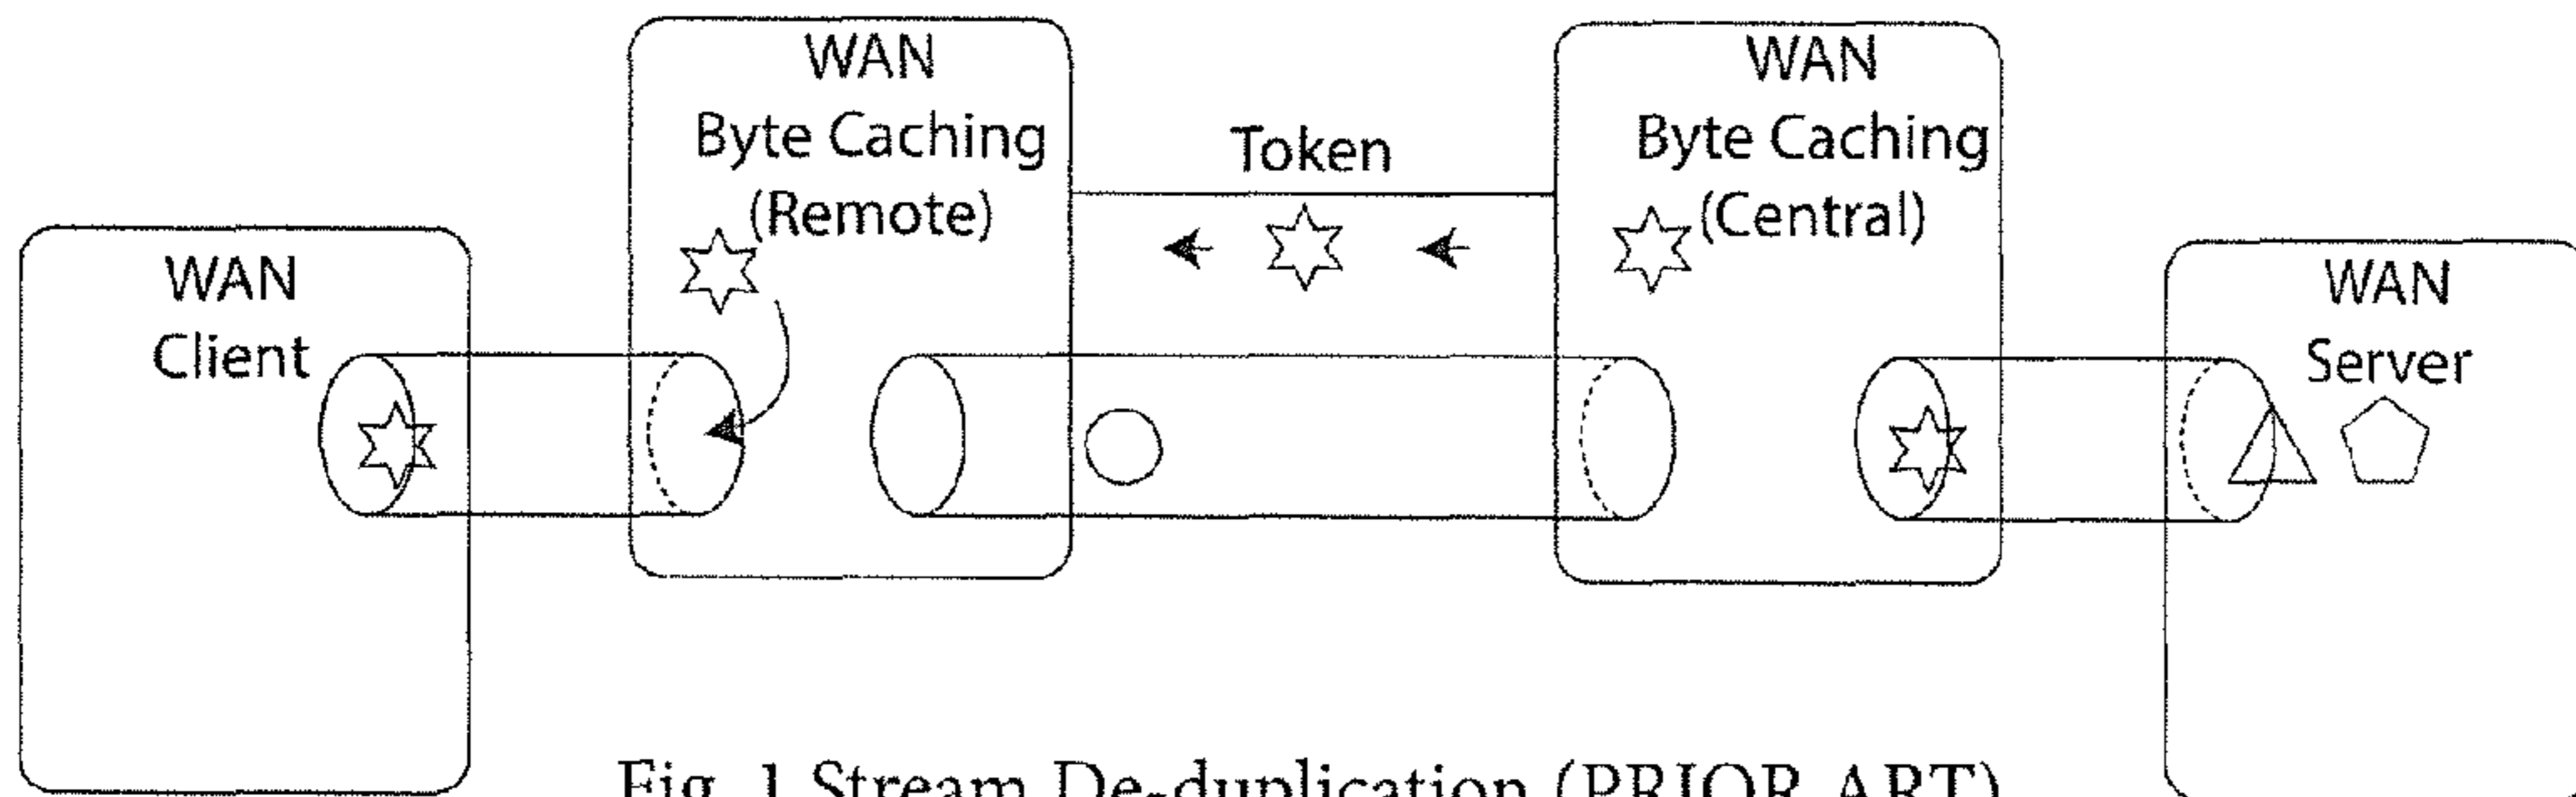 WAN
Client
WAN
Byte Caching
(Remote)
Token
WAN
Byte Caching
(Central)
WAN
Server
Fig. 1 Stream De-duplication (PRIOR ART)